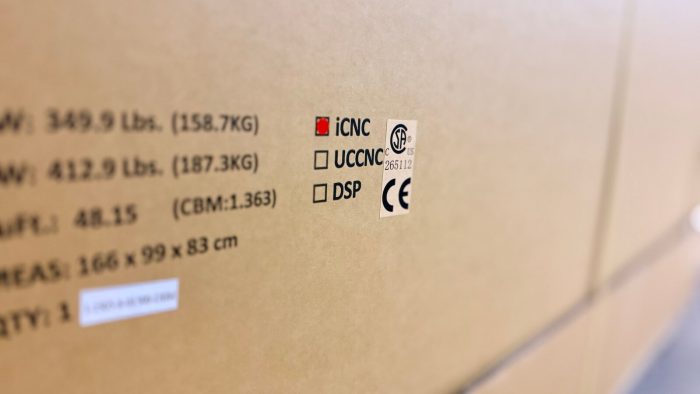 W: 349.9 Lbs. (158.7KG)
W: 412.9 Lbs. (187.3KG)
u/Ft.: 48.15 (CBM:1.363)
MEAS: 166 x 99 x 83 cm
QTY: 1
iCNC
UCCNC
DSP
CSA ®
C US
265112
CE